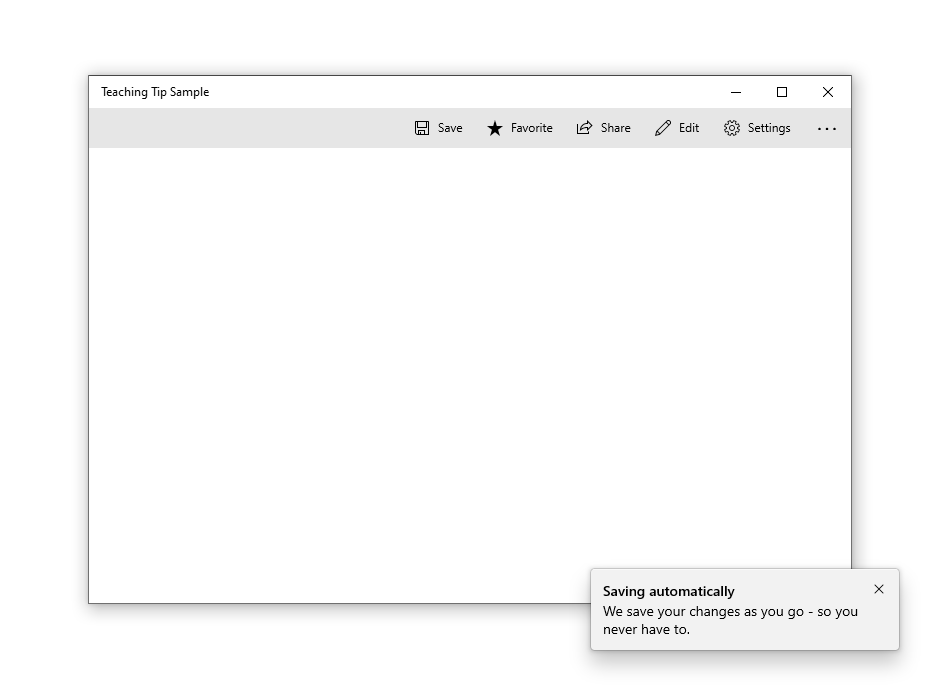 Teaching Tip Sample
Save Favorite Share Edit Settings ...
Saving automatically
We save your changes as you go - so you
never have to.